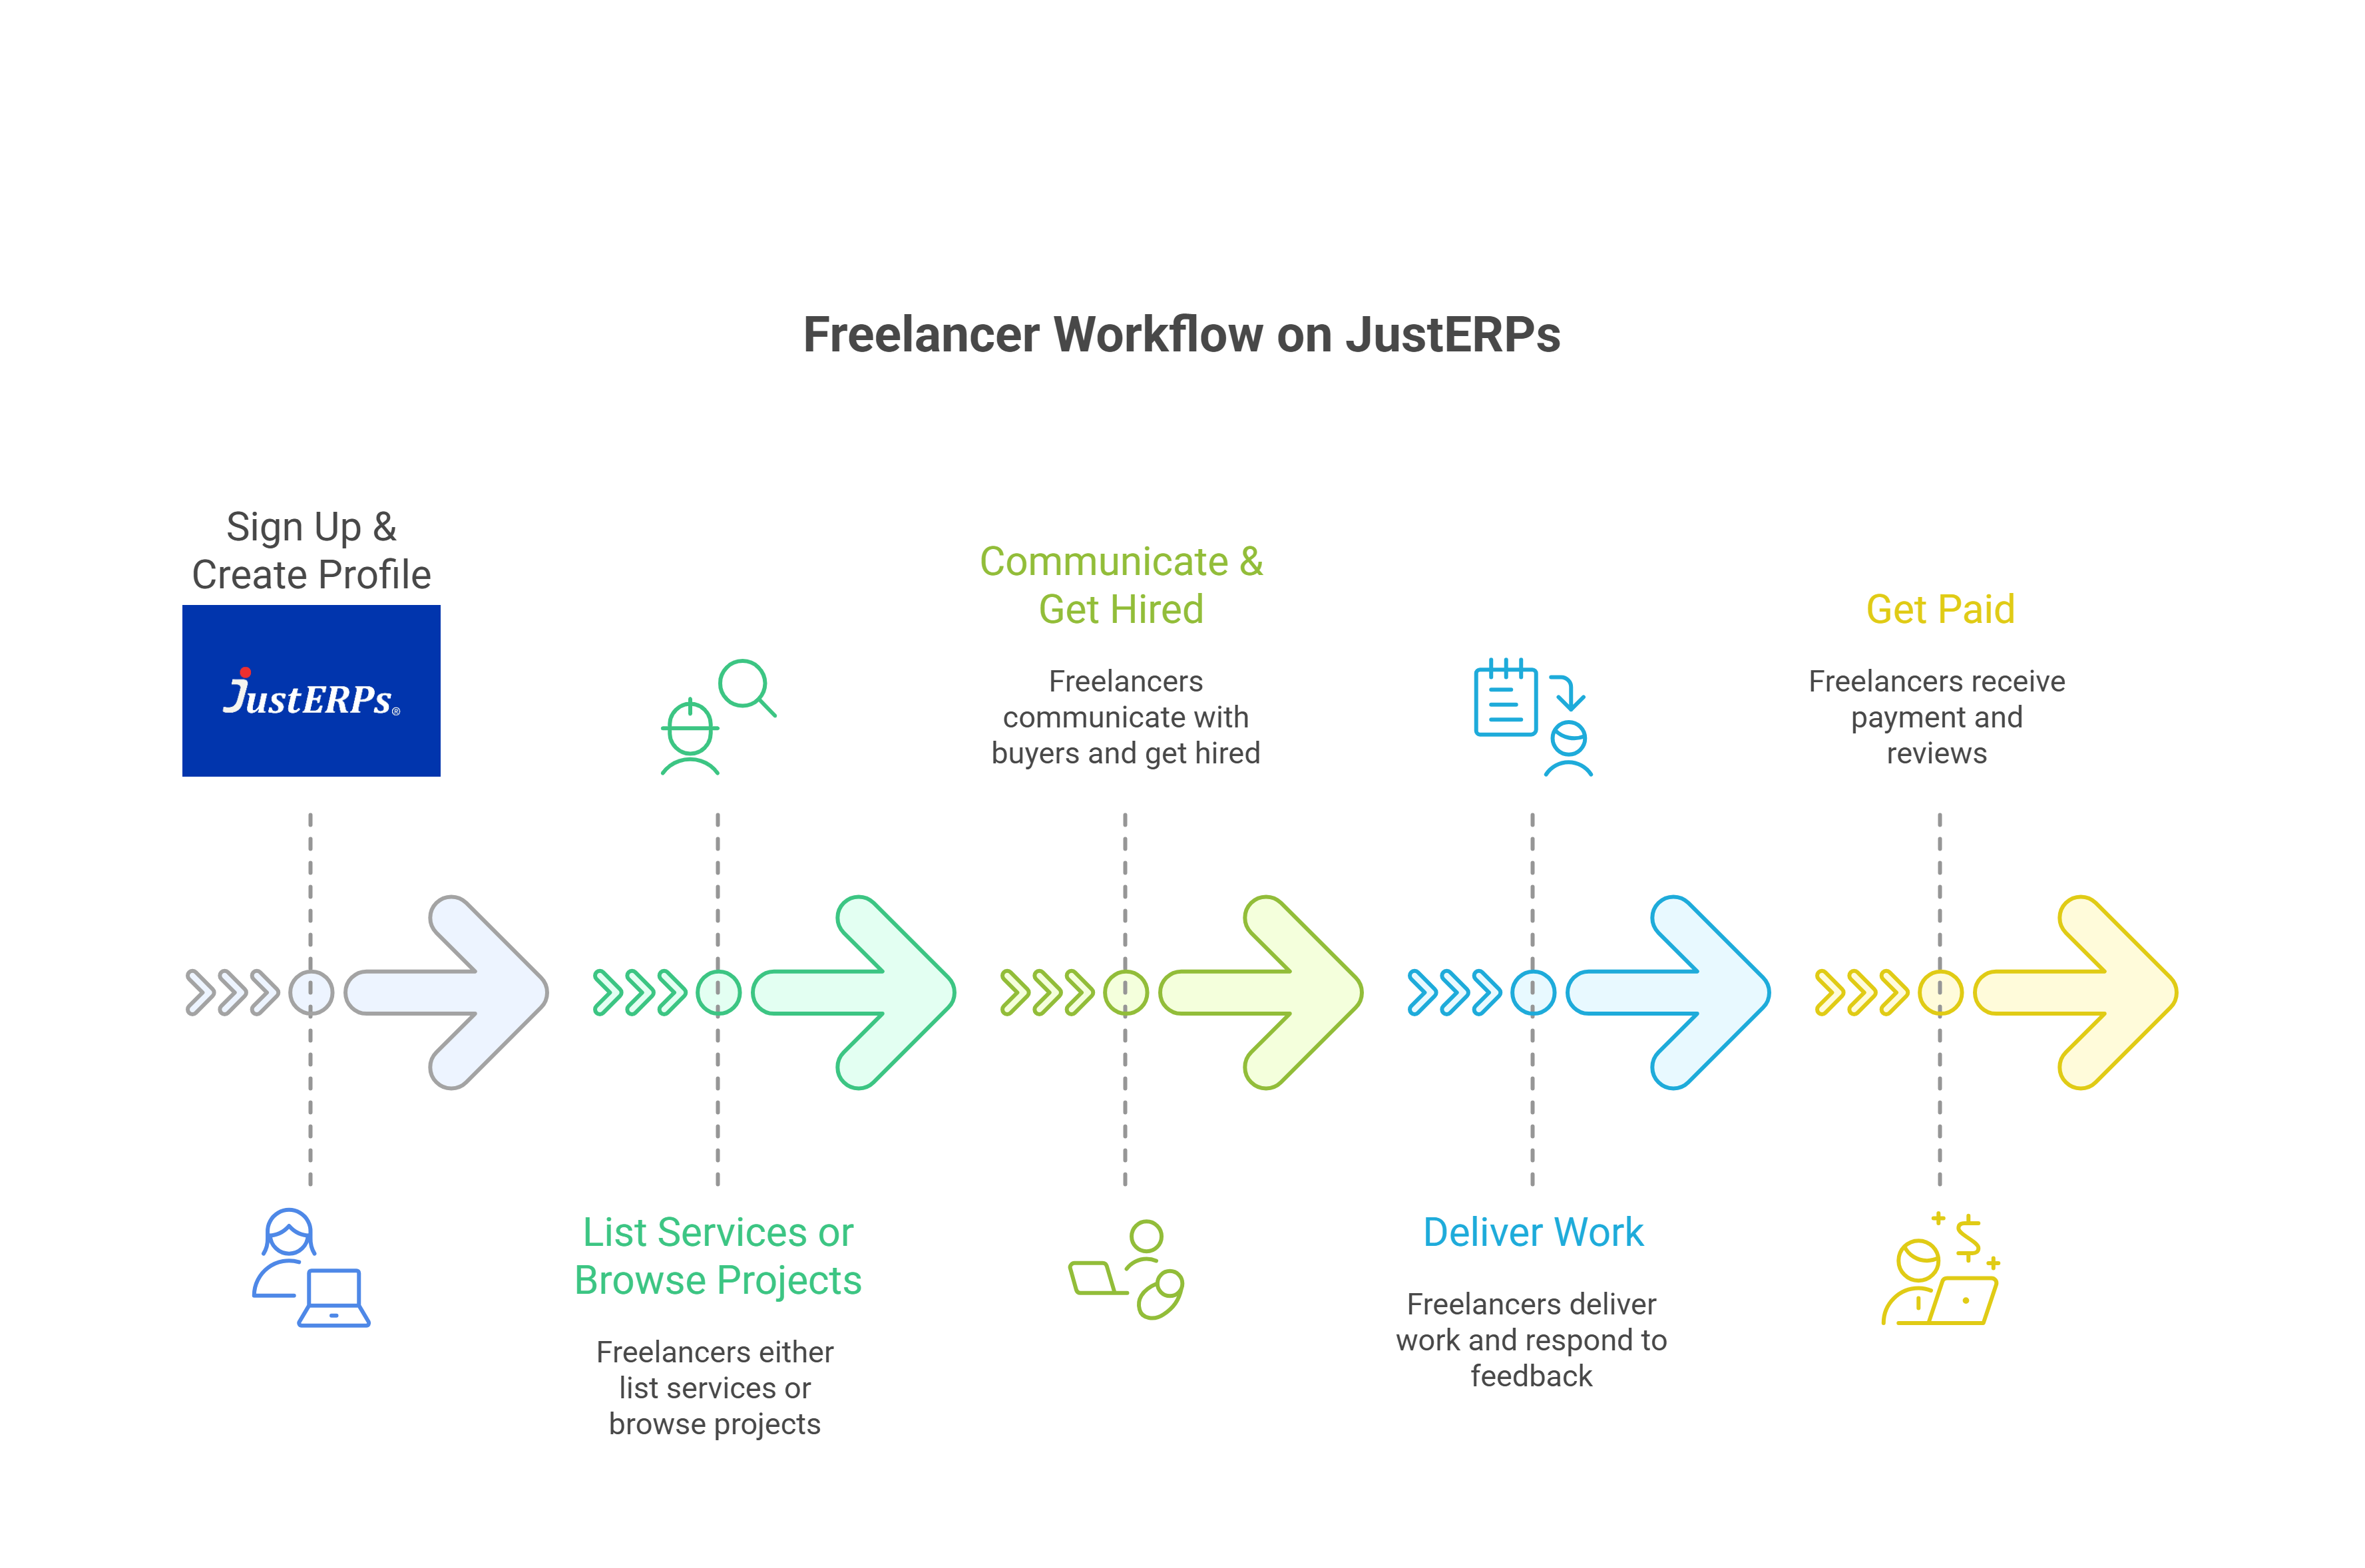 Freelancer Workflow on JustERPs
Sign Up &
Create Profile
JustERPs®
List Services or
Browse Projects
Freelancers either
list services or
browse projects
Communicate &
Get Hired
Freelancers
communicate with
buyers and get hired
Deliver Work
Freelancers deliver
work and respond to
feedback
Get Paid
Freelancers receive
payment and
reviews